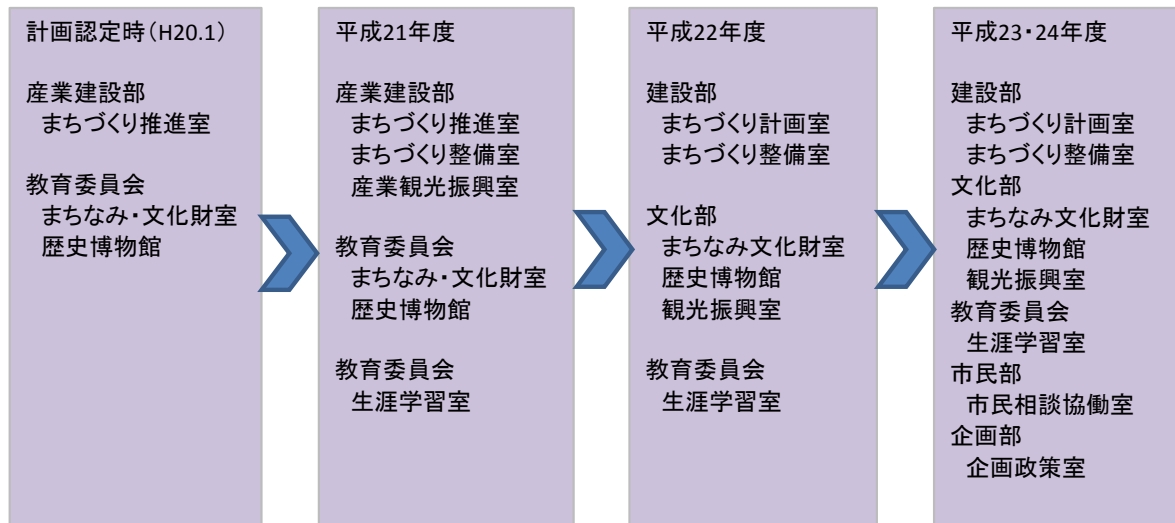 計画認定時(H20.1)
産業建設部
まちづくり推進室
教育委員会
まちなみ・文化財室
歴史博物館
平成21年度
産業建設部
まちづくり推進室
まちづくり整備室
産業観光振興室
教育委員会
まちなみ・文化財室
歴史博物館
教育委員会
生涯学習室
平成22年度
建設部
まちづくり計画室
まちづくり整備室
文化部
まちなみ文化財室
歴史博物館
観光振興室
教育委員会
生涯学習室
平成23・24年度
建設部
まちづくり計画室
まちづくり整備室
文化部
まちなみ文化財室
歴史博物館
観光振興室
教育委員会
生涯学習室
市民部
市民相談協働室
企画部
企画政策室